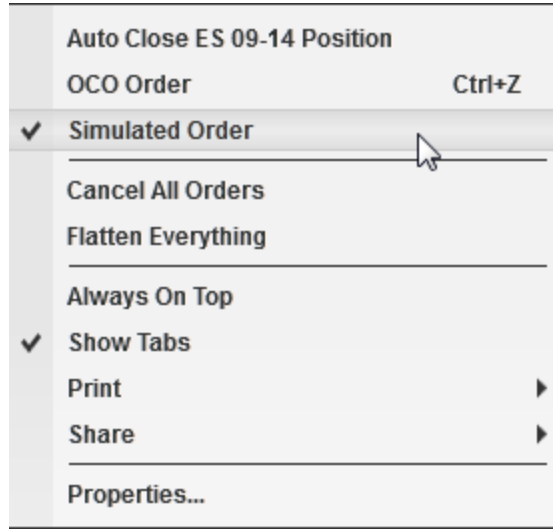 Auto Close ES 09-14 Position
OCO Order Ctrl+Z
Simulated Order
Cancel All Orders
Flatten Everything
Always On Top
Show Tabs
Print
Share
Properties...